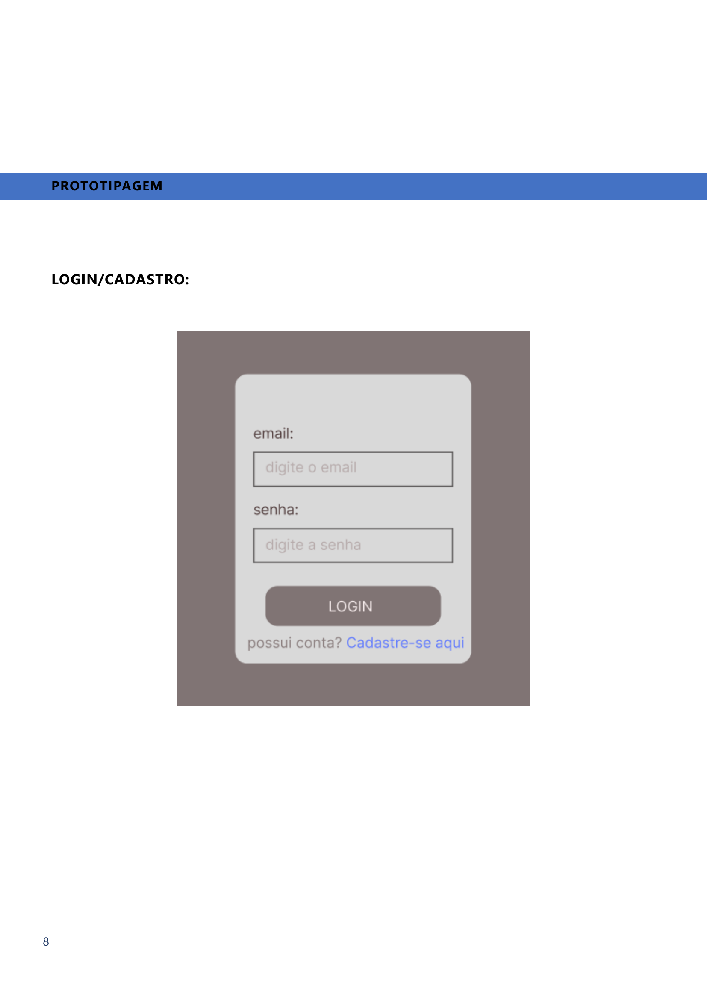 PROTOTIPAGEM
LOGIN/CADASTRO:
email:
digite o email
senha:
digite a senha
LOGIN
possui conta? Cadastre-se aqui
8